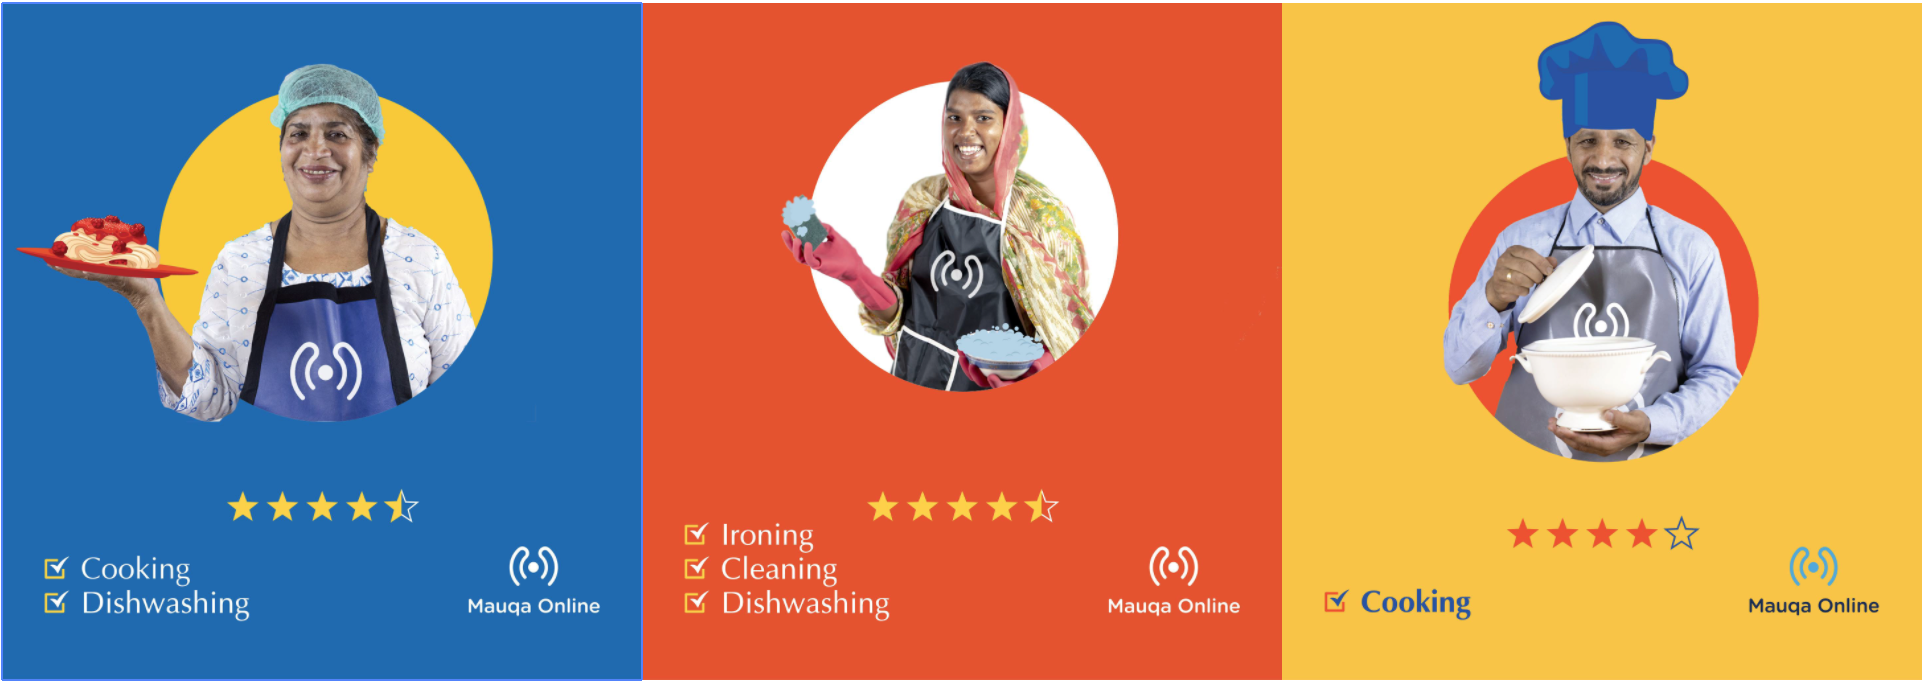 Cooking
Dishwashing
Mauqa Online
Ironing
Cleaning
Dishwashing
Mauqa Online
Cooking
Mauqa Online